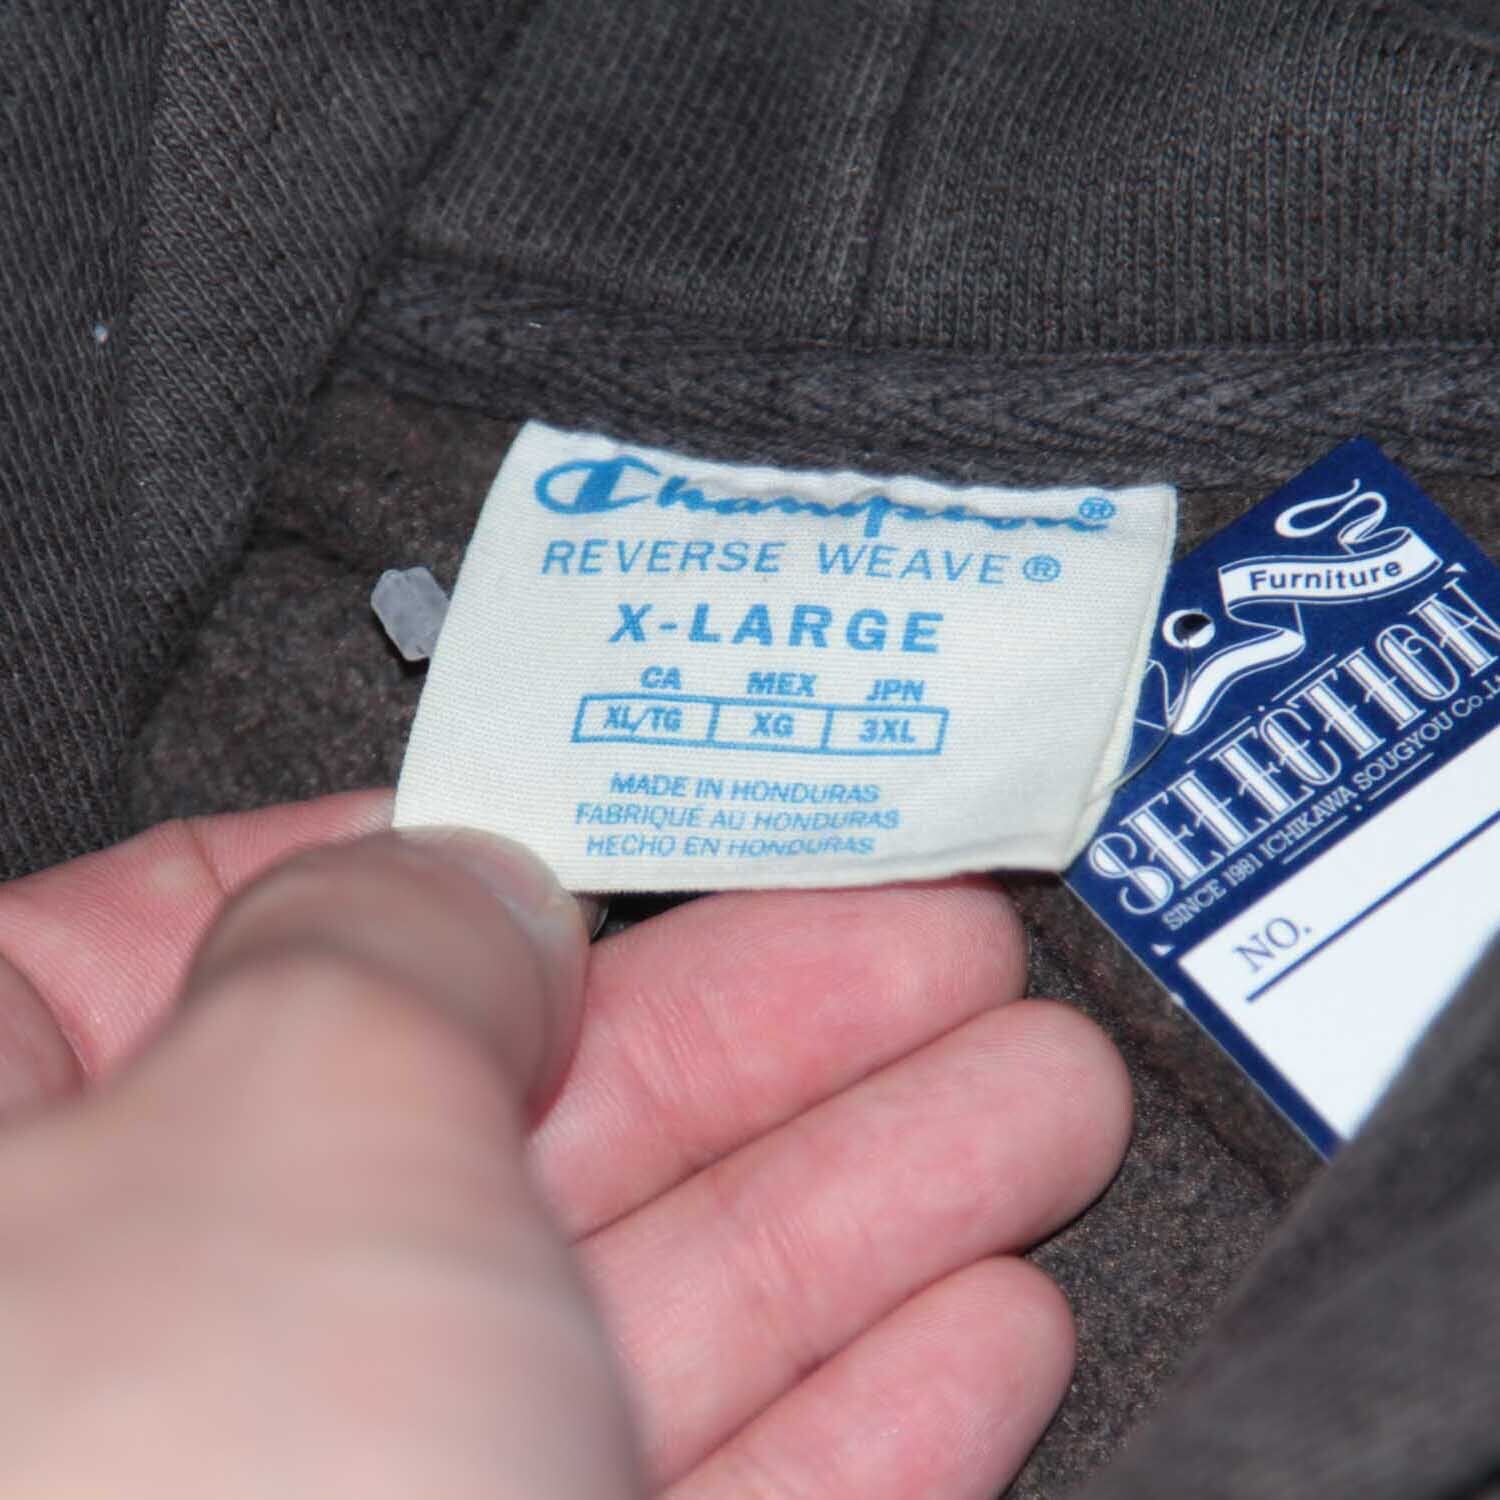 Champion®
REVERSE WEAVE®
X-LARGE
CA MEX JPN
XL/TG XG 3XL
MADE IN HONDURAS
FABRIQUÉ AU HONDURAS
HECHO EN HONDURAS
Furniture
SELECTION
SINCE 1981 ICHIKAWA SOUGYOU Co.
NO.